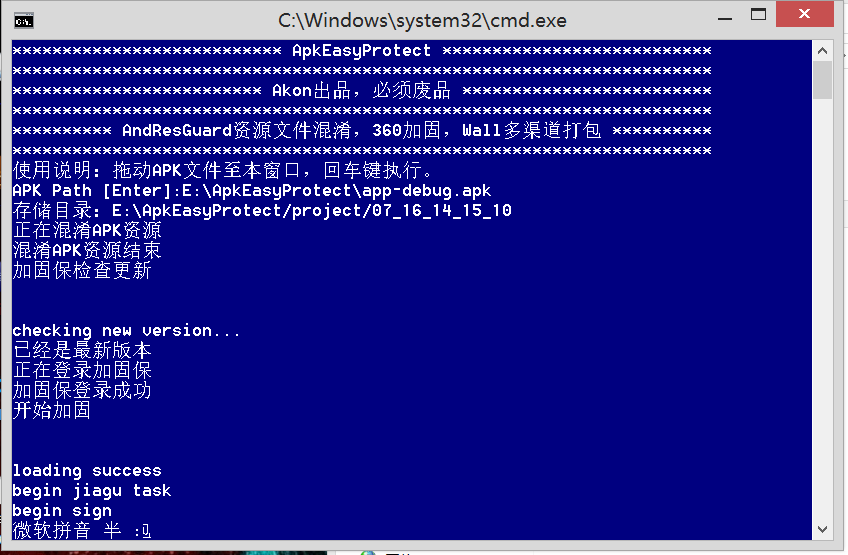 C:\Windows\system32\cmd.exe
*************************** ApkEasyProtect ***************************
**********************************************************************
************************* Akon出品，必须废品 *************************
**********************************************************************
********** AndResGuard资源文件混淆，360加固，Wall多渠道打包 **********
**********************************************************************
使用说明：拖动APK文件至本窗口，回车键执行。
APK Path [Enter]:E:\ApkEasyProtect\app-debug.apk
存储目录：E:\ApkEasyProtect/project/07_16_14_15_10
正在混淆APK资源
混淆APK资源结束
加固保检查更新
checking new version...
已经是最新版本
正在登录加固保
加固保登录成功
开始加固
loading success
begin jiagu task
begin sign
微软拼音 半 :